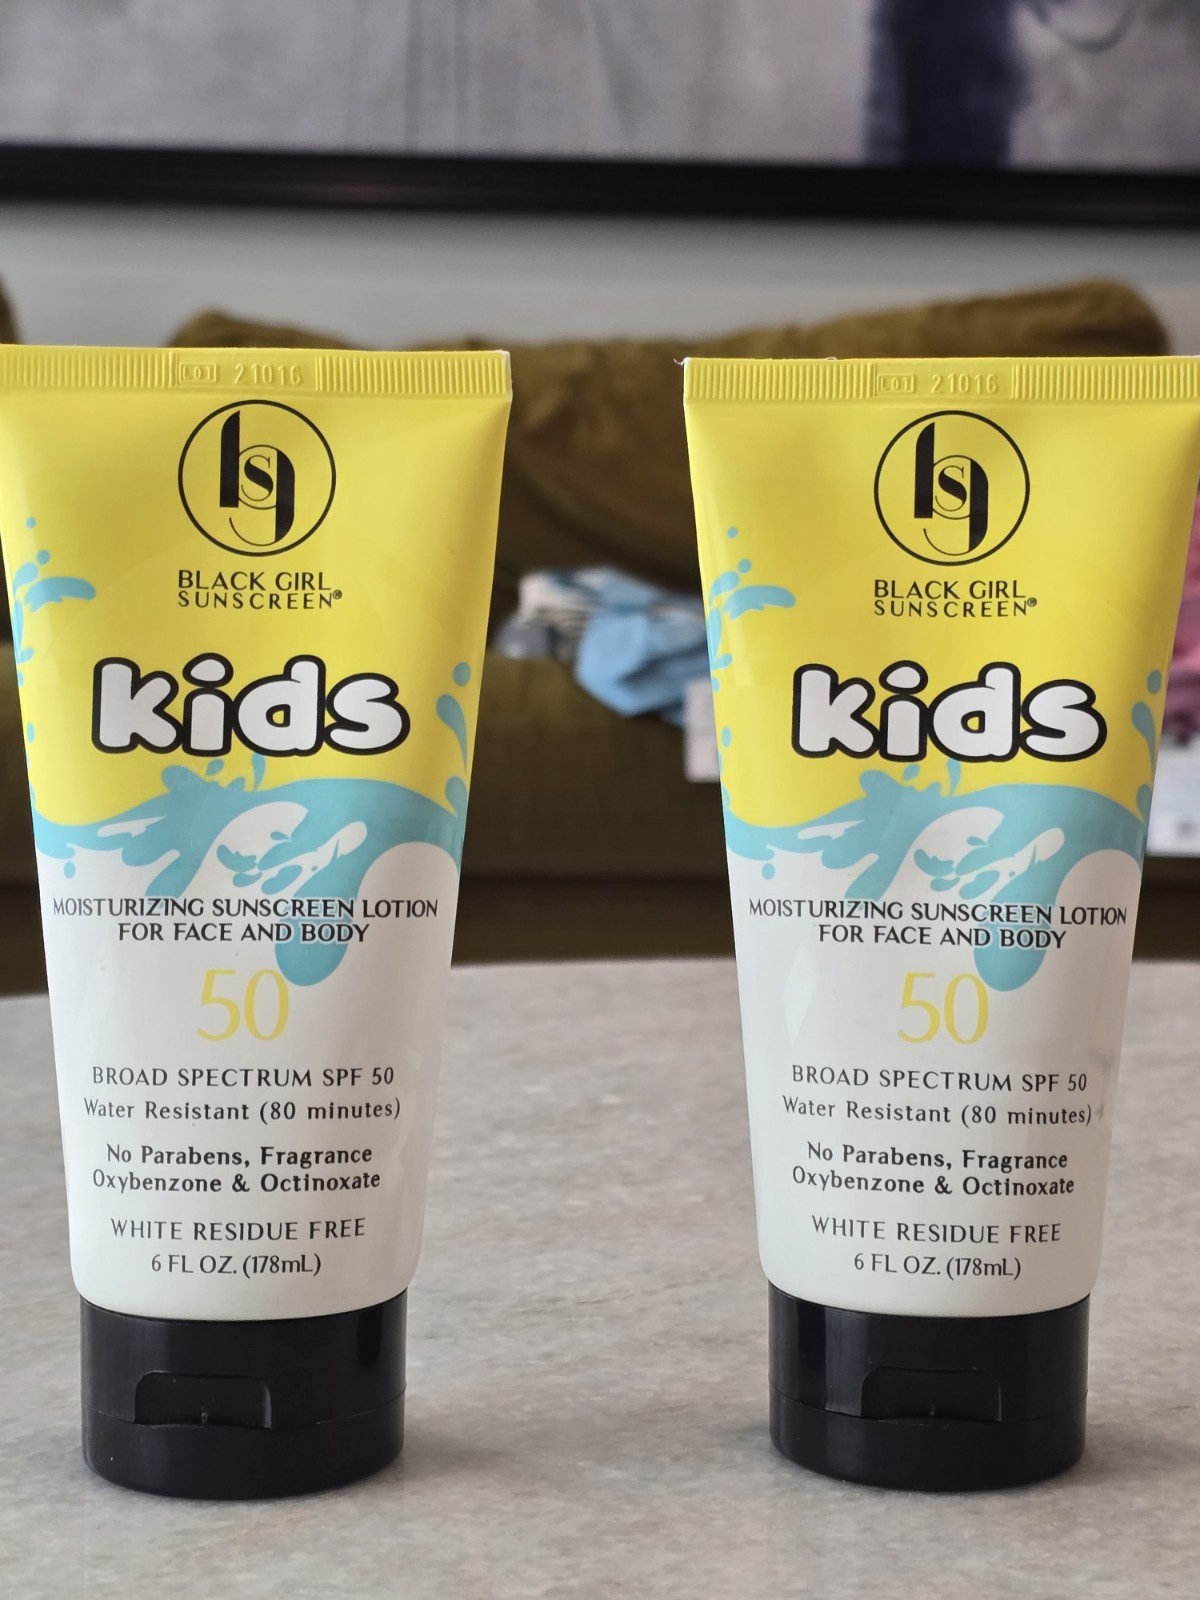 LOT 21016
bsg
BLACK GIRL
SUNSCREEN®
kids
MOISTURIZING SUNSCREEN LOTION
FOR FACE AND BODY
50
BROAD SPECTRUM SPF 50
Water Resistant (80 minutes)
No Parabens, Fragrance
Oxybenzone & Octinoxate
WHITE RESIDUE FREE
6 FL OZ. (178mL)
LOT 21016
bsg
BLACK GIRL
SUNSCREEN®
kids
MOISTURIZING SUNSCREEN LOTION
FOR FACE AND BODY
50
BROAD SPECTRUM SPF 50
Water Resistant (80 minutes)
No Parabens, Fragrance
Oxybenzone & Octinoxate
WHITE RESIDUE FREE
6 FL OZ. (178mL)